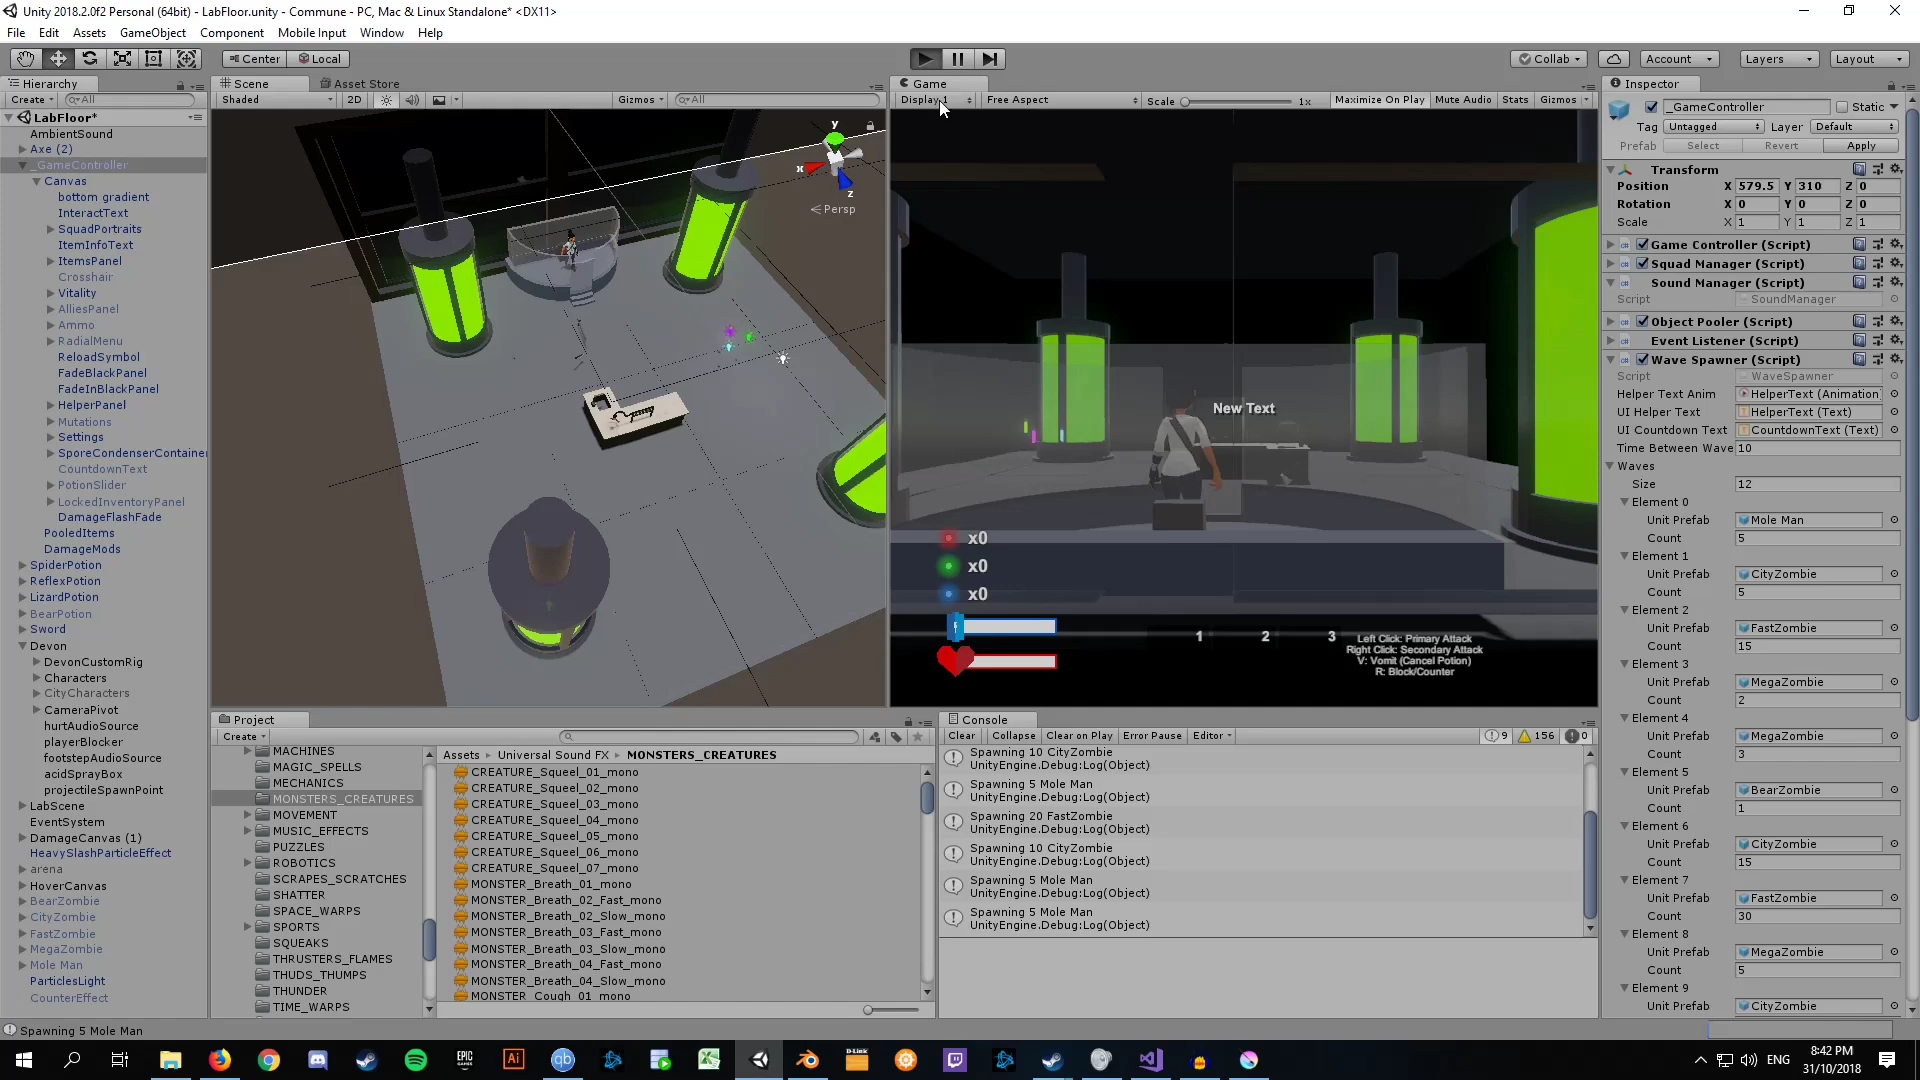 Unity 2018.2.0f2 Personal (64bit) - LabFloor.unity - Commune - PC, Mac & Linux Standalone* <DX11>
File Edit Assets GameObject Component Mobile Input Window Help
Center Local Collab Account Layers Layout
Hierarchy
Create All
LabFloor*
AmbientSound
Axe (2)
_GameController
Canvas
bottom gradient
InteractText
SquadPortraits
ItemInfoText
ItemsPanel
Crosshair
Vitality
AlliesPanel
Ammo
RadialMenu
ReloadSymbol
FadeBlackPanel
FadeInBlackPanel
HelperPanel
Mutations
Settings
SporeCondenserContainer
CountdownText
PotionSlider
LockedInventoryPanel
DamageFlashFade
PooledItems
DamageMods
SpiderPotion
ReflexPotion
LizardPotion
BearPotion
Sword
Devon
DevonCustomRig
Characters
CityCharacters
CameraPivot
hurtAudioSource
playerBlocker
footstepAudioSource
acidSprayBox
projectileSpawnPoint
LabScene
EventSystem
DamageCanvas (1)
HeavySlashParticleEffect
arena
HoverCanvas
BearZombie
CityZombie
FastZombie
MegaZombie
Mole Man
ParticlesLight
CounterEffect
Scene Asset Store
Shaded 2D Gizmos All
y
x
z
Persp
Game
Display 1 Free Aspect Scale 1x Maximize On Play Mute Audio Stats Gizmos
New Text
x0
x0
x0
1 2 3
Left Click: Primary Attack
Right Click: Secondary Attack
V: Vomit (Cancel Potion)
R: Block/Counter
Project
Create
MACHINES
MAGIC_SPELLS
MECHANICS
MONSTERS_CREATURES
MOVEMENT
MUSIC_EFFECTS
PUZZLES
ROBOTICS
SCRAPES_SCRATCHES
SHATTER
SPACE_WARPS
SPORTS
SQUEAKS
THRUSTERS_FLAMES
THUDS_THUMPS
THUNDER
TIME_WARPS
Assets Universal Sound FX MONSTERS_CREATURES
CREATURE_Squeel_01_mono
CREATURE_Squeel_02_mono
CREATURE_Squeel_03_mono
CREATURE_Squeel_04_mono
CREATURE_Squeel_05_mono
CREATURE_Squeel_06_mono
CREATURE_Squeel_07_mono
MONSTER_Breath_01_mono
MONSTER_Breath_02_Fast_mono
MONSTER_Breath_02_Slow_mono
MONSTER_Breath_03_Fast_mono
MONSTER_Breath_03_Slow_mono
MONSTER_Breath_04_Fast_mono
MONSTER_Breath_04_Slow_mono
MONSTER_Cough_01_mono
Console
Clear Collapse Clear on Play Error Pause Editor 9 156 0
Spawning 10 CityZombie
UnityEngine.Debug:Log(Object)
Spawning 5 Mole Man
UnityEngine.Debug:Log(Object)
Spawning 20 FastZombie
UnityEngine.Debug:Log(Object)
Spawning 10 CityZombie
UnityEngine.Debug:Log(Object)
Spawning 5 Mole Man
UnityEngine.Debug:Log(Object)
Spawning 5 Mole Man
UnityEngine.Debug:Log(Object)
Inspector
_GameController Static
Tag Untagged Layer Default
Prefab Select Revert Apply
Transform
Position X 579.5 Y 310 Z 0
Rotation X 0 Y 0 Z 0
Scale X 1 Y 1 Z 1
Game Controller (Script)
Squad Manager (Script)
Sound Manager (Script)
Script SoundManager
Object Pooler (Script)
Event Listener (Script)
Wave Spawner (Script)
Script WaveSpawner
Helper Text Anim HelperText (Animation)
UI Helper Text HelperText (Text)
UI Countdown Text CountdownText (Text)
Time Between Wave 10
Waves
Size 12
Element 0
Unit Prefab Mole Man
Count 5
Element 1
Unit Prefab CityZombie
Count 5
Element 2
Unit Prefab FastZombie
Count 15
Element 3
Unit Prefab MegaZombie
Count 2
Element 4
Unit Prefab MegaZombie
Count 3
Element 5
Unit Prefab BearZombie
Count 1
Element 6
Unit Prefab CityZombie
Count 15
Element 7
Unit Prefab FastZombie
Count 30
Element 8
Unit Prefab MegaZombie
Count 5
Element 9
Unit Prefab CityZombie
Spawning 5 Mole Man
EPIC GAMES Ai qb D-Link ENG 8:42 PM
31/10/2018